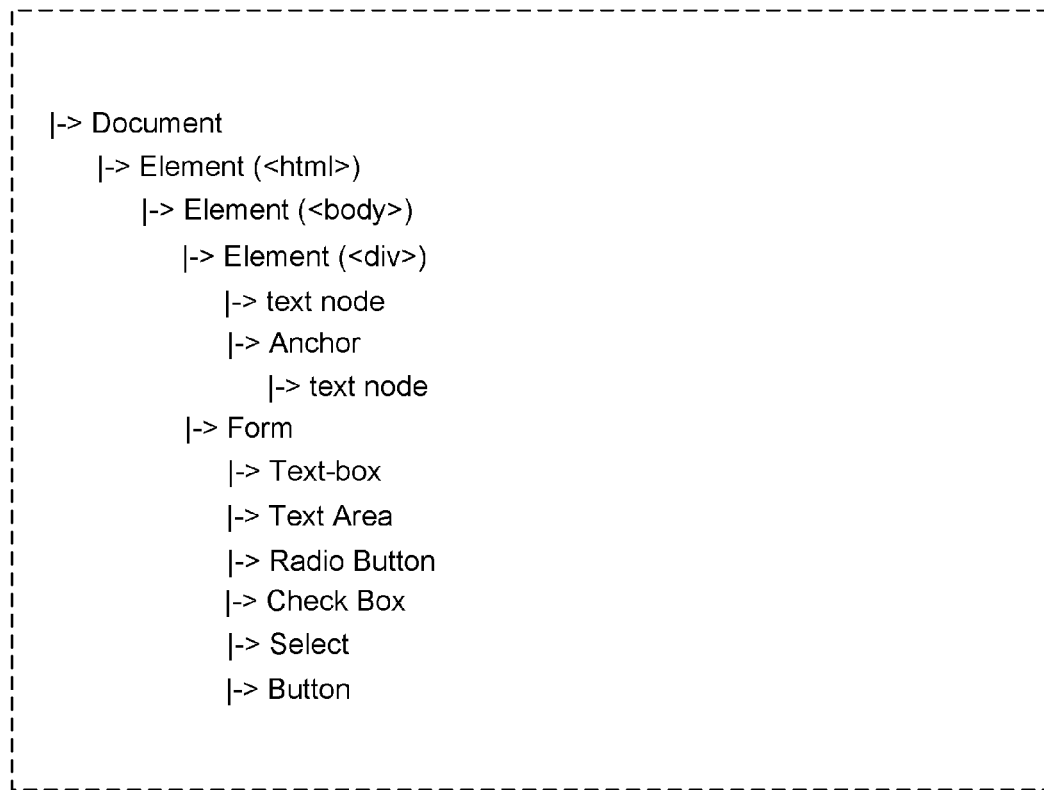 |-> Document
|-> Element (<html>)
|-> Element (<body>)
|-> Element (<div>)
|-> text node
|-> Anchor
|-> text node
|-> Form
|-> Text-box
|-> Text Area
|-> Radio Button
|-> Check Box
|-> Select
|-> Button